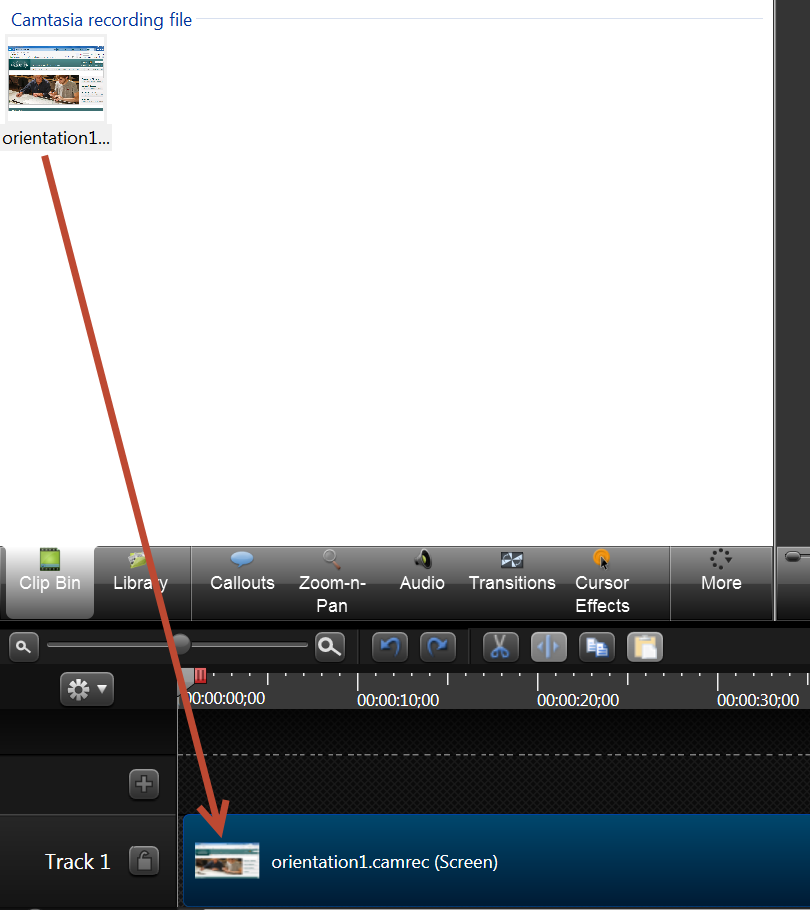 Camtasia recording file
orientation1...
Clip Bin
Library
Callouts
Zoom-n-
Pan
Audio
Transitions
Cursor
Effects
More
00:00:00;00
00:00:10;00
00:00:20;00
00:00:30;00
Track 1
orientation1.camrec (Screen)